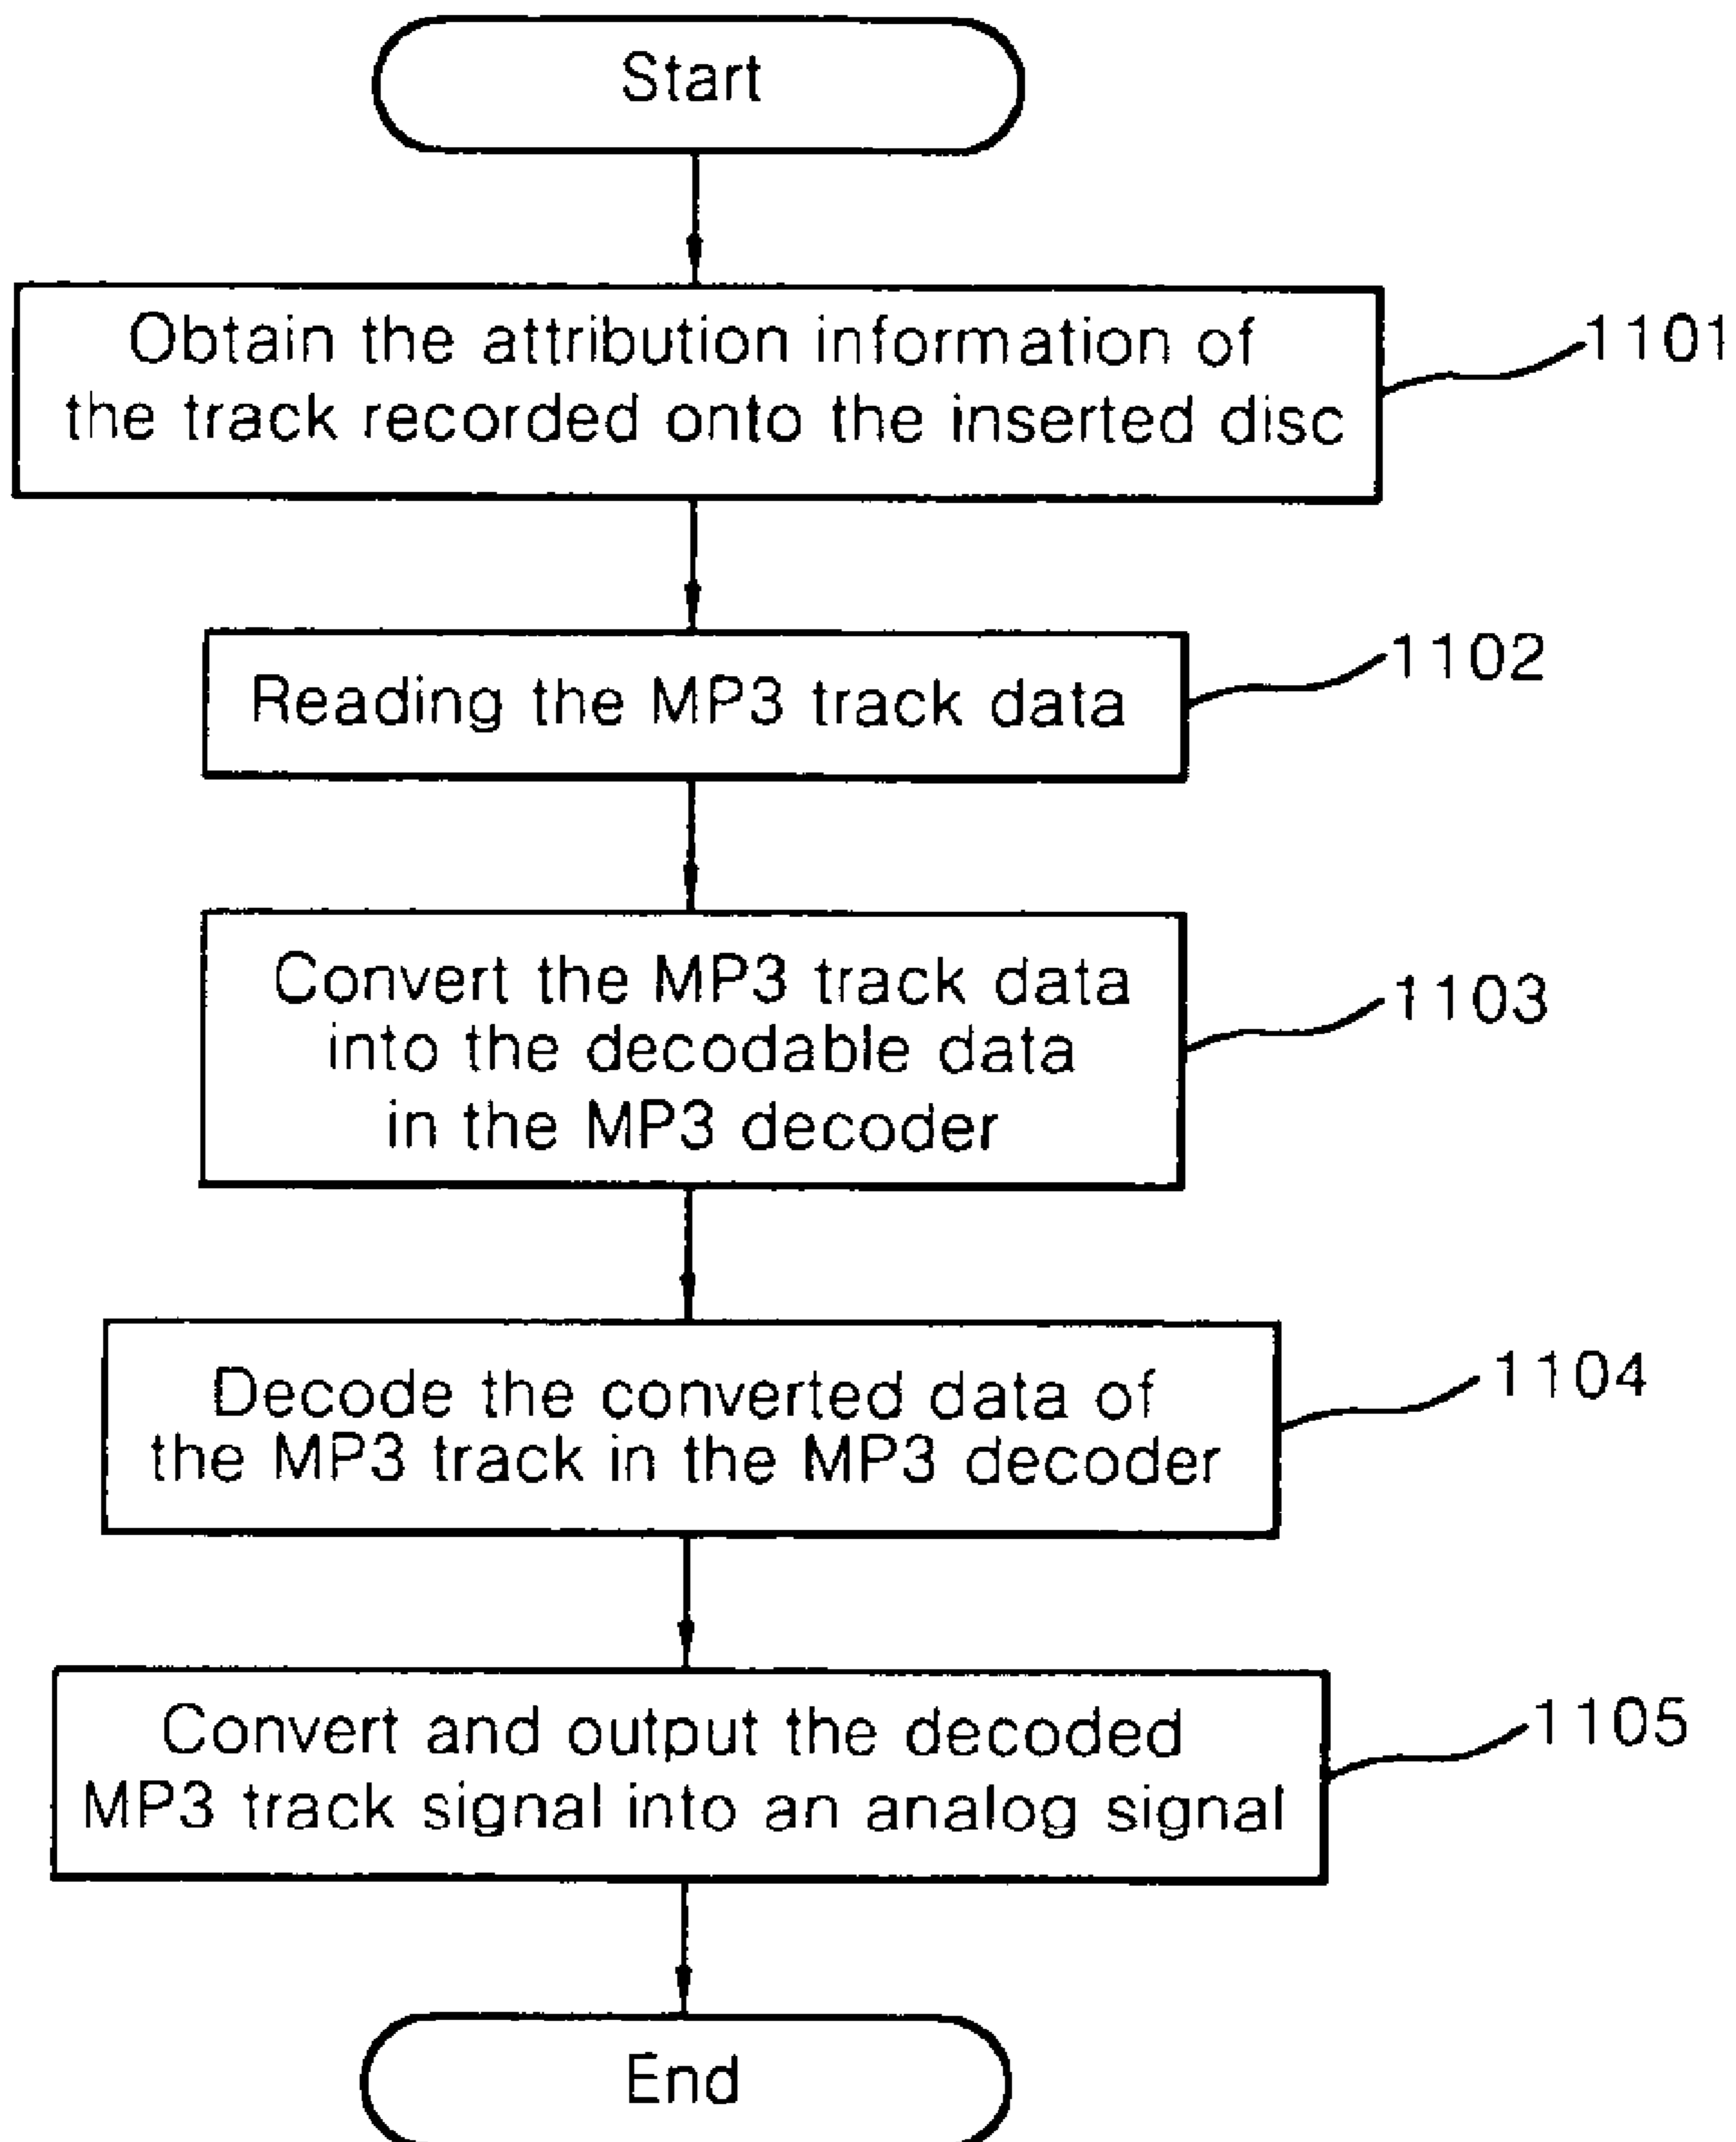 Start
Obtain the attribution information of
the track recorded onto the inserted disc
1101
Reading the MP3 track data
1102
Convert the MP3 track data
into the decodable data
in the MP3 decoder
1103
Decode the converted data of
the MP3 track in the MP3 decoder
1104
Convert and output the decoded
MP3 track signal into an analog signal
1105
End